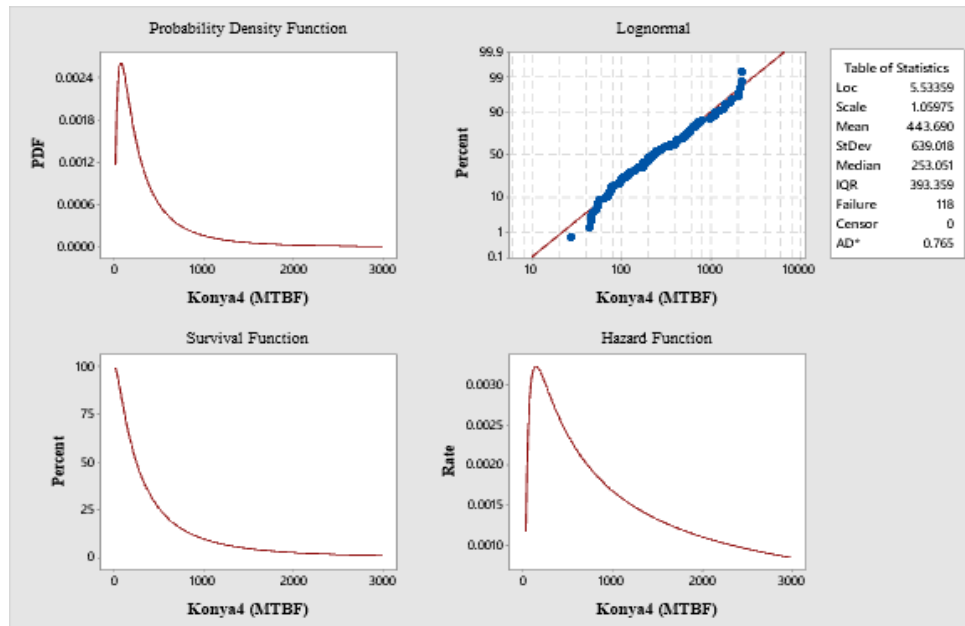 Probability Density Function
PDF
0.0024
0.0018
0.0012
0.0006
0.0000
0 1000 2000 3000
Konya4 (MTBF)
Lognormal
Percent
99.9
99
90
50
10
1
0.1
10 100 1000 10000
Konya4 (MTBF)
Table of Statistics
Loc 5.53359
Scale 1.05975
Mean 443.690
StDev 639.018
Median 253.051
IQR 393.359
Failure 118
Censor 0
AD* 0.765
Survival Function
Percent
100
75
50
25
0
0 1000 2000 3000
Konya4 (MTBF)
Hazard Function
Rate
0.0030
0.0025
0.0020
0.0015
0.0010
0 1000 2000 3000
Konya4 (MTBF)